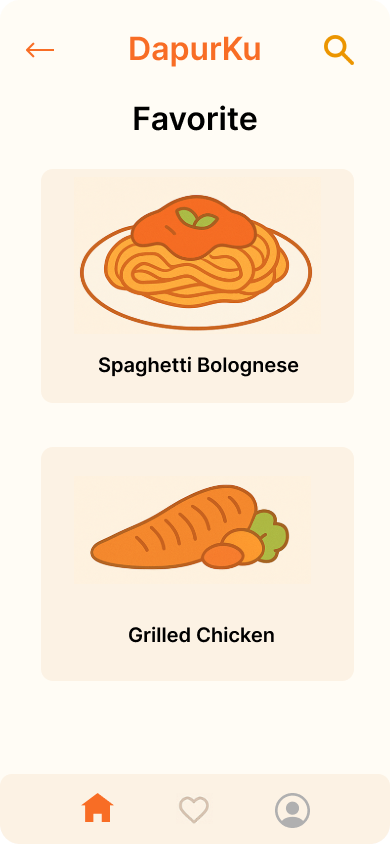 DapurKu
Favorite
Spaghetti Bolognese
Grilled Chicken